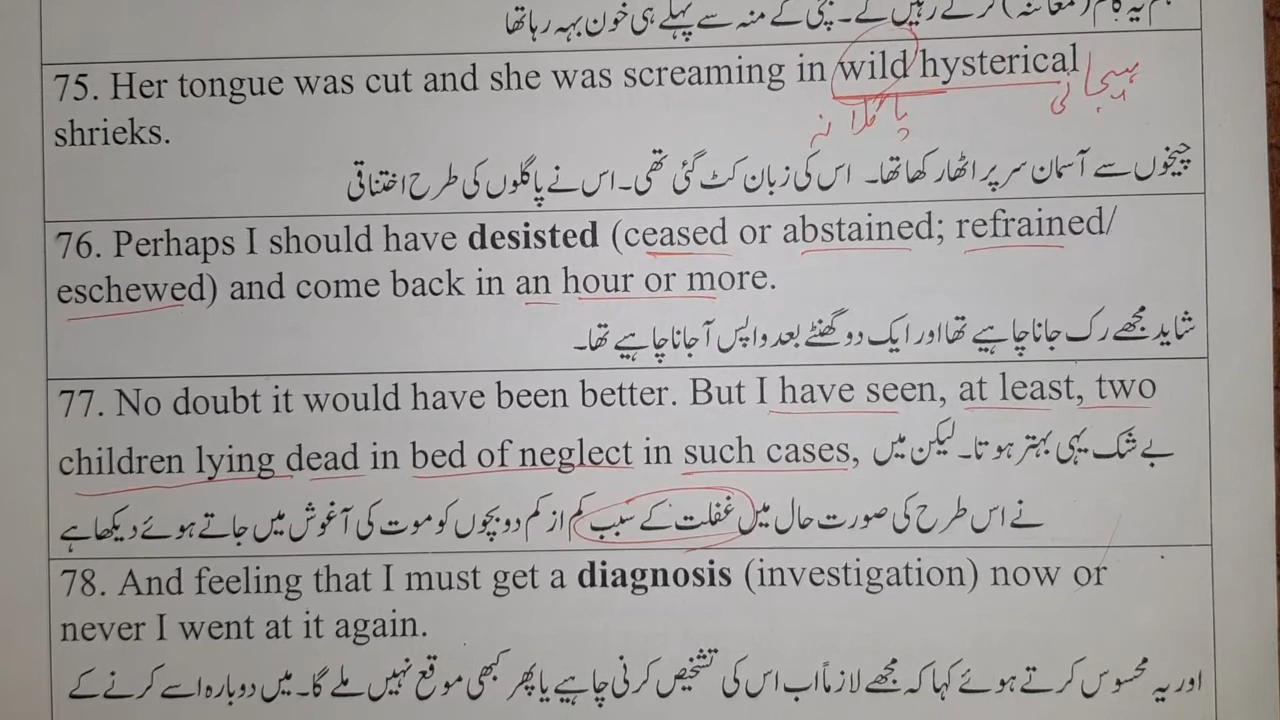 ہم یہ کام (معائنہ) کرتے رہیں گے۔ بچی کے منہ سے پہلے ہی خون بہہ رہا تھا
75. Her tongue was cut and she was screaming in wild hysterical
ہیجانی
shrieks.
پاگلانہ
چیخوں سے آسمان سر پر اٹھا رکھا تھا۔ اس کی زبان کٹ گئی تھی۔ اس نے پاگلوں کی طرح اختناقی
76. Perhaps I should have desisted (ceased or abstained; refrained/
eschewed) and come back in an hour or more.
شاید مجھے رک جانا چاہیے تھا اور ایک دو گھنٹے بعد واپس آ جانا چاہیے تھا۔
77. No doubt it would have been better. But I have seen, at least, two
children lying dead in bed of neglect in such cases, بے شک یہی بہتر ہوتا۔ لیکن میں
نے اس طرح کی صورت حال میں غفلت کے سبب کم از کم دو بچوں کو موت کی آغوش میں جاتے ہوئے دیکھا ہے
78. And feeling that I must get a diagnosis (investigation) now or
never I went at it again.
اور یہ محسوس کرتے ہوئے کہا کہ مجھے لازماً اب اس کی تشخیص کرنی چاہیے یا پھر کبھی موقع نہیں ملے گا۔ میں دوبارہ اسے کرنے کے